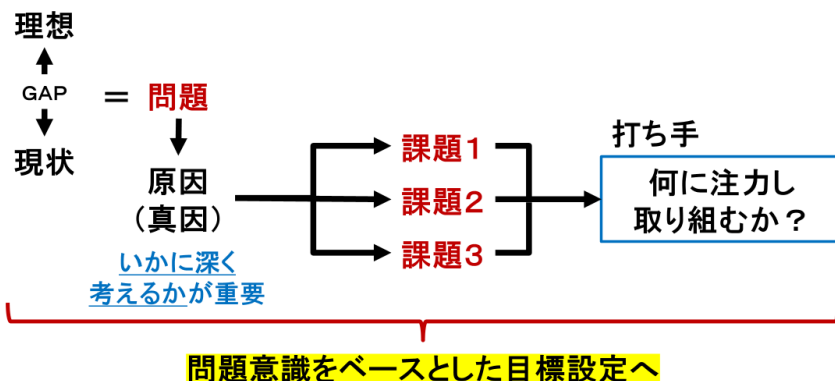 理想
GAP
現状
=
問題
原因
(真因)
いかに深く
考えるかが重要
課題1
課題2
課題3
打ち手
何に注力し
取り組むか?
問題意識をベースとした目標設定へ